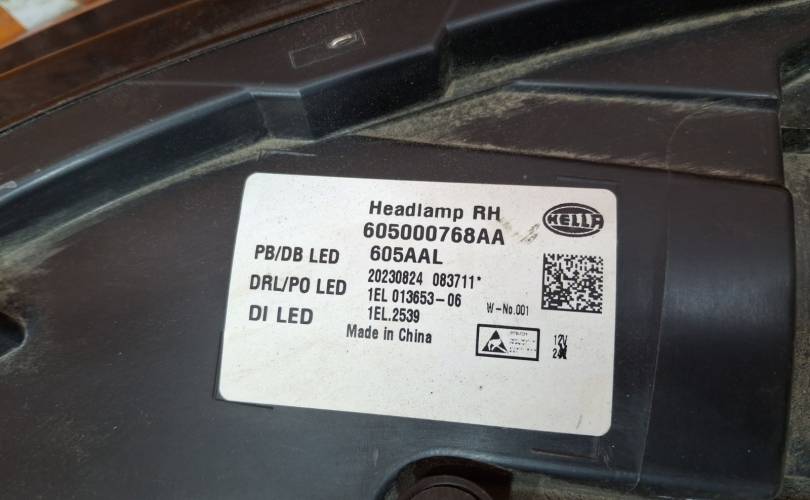 Headlamp RH
605000768AA
HELLA
PB/DB LED 605AAL
DRL/PO LED 20230824 083711*
1EL 013653-06
W-No.001
DI LED 1EL.2539
Made in China
12V